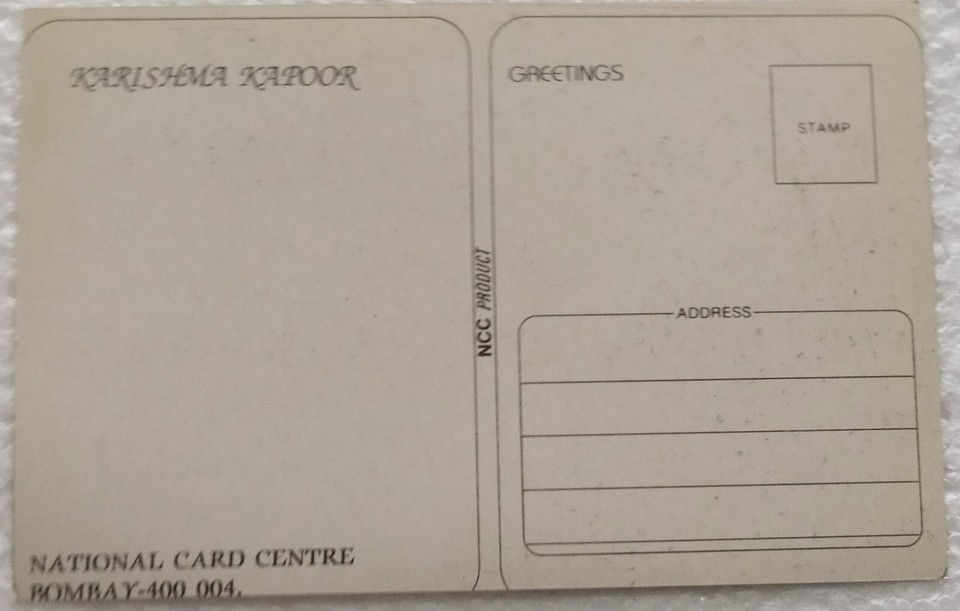 KARISHMA KAPOOR
NATIONAL CARD CENTRE
BOMBAY-400 004.
NCC PRODUCT
GREETINGS
STAMP
ADDRESS